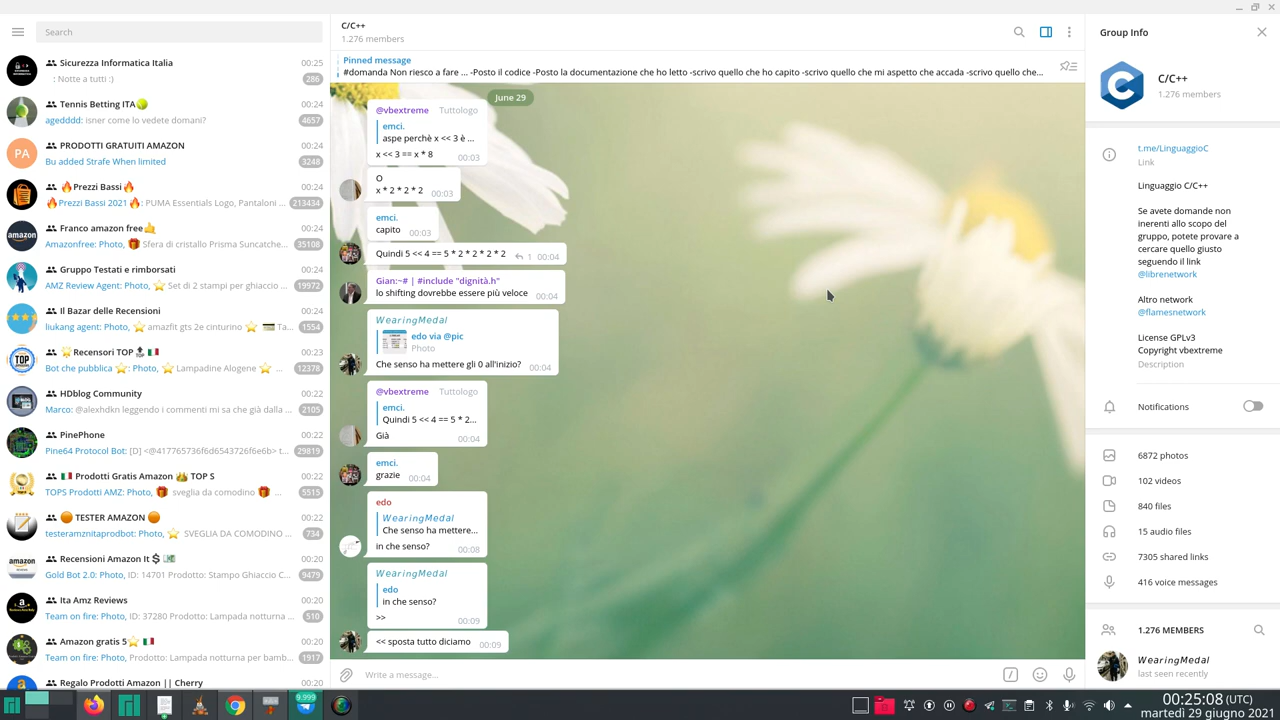 Search
Sicurezza Informatica Italia 00:25
: Notte a tutti :) 286
Tennis Betting ITA 00:24
agedddd: isner come lo vedete domani? 4657
PA
PRODOTTI GRATUITI AMAZON 00:24
Bu added Strafe When limited 3248
🔥Prezzi Bassi🔥 00:24
🔥Prezzi Bassi 2021🔥: PUMA Essentials Logo, Pantaloni ... 213434
amazon
Franco amazon free 00:24
Amazonfree: Photo, 🎁 Sfera di cristallo Prisma Suncatche... 35108
Gruppo Testati e rimborsati 00:24
AMZ Review Agent: Photo, ⭐ Set di 2 stampi per ghiaccio ... 19972
Il Bazar delle Recensioni 00:24
liukang agent: Photo, ⭐ amazfit gts 2e cinturino ⭐ Ta... 1554
TOP
Recensori TOP 🇮🇹 00:23
Bot che pubblica ⭐: Photo, ⭐ Lampadine Alogene ⭐ ... 12378
HDblog Community 00:22
Marco: @alexhdkn leggendo i commenti mi sa che già dalla ... 2105
PinePhone 00:22
Pine64 Protocol Bot: [D] <@417765736f6d6543726f6e6b> t... 29819
🇮🇹 Prodotti Gratis Amazon TOP S 00:22
TOPS Prodotti AMZ: Photo, 🎁 sveglia da comodino 🎁 ... 5515
TESTER AMAZON 00:22
testeramznitaprodbot: Photo, ⭐ SVEGLIA DA COMODINO ... 734
amazon
Recensioni Amazon It 00:20
Gold Bot 2.0: Photo, ID: 14701 Prodotto: Stampo Ghiaccio C... 9479
Ita Amz Reviews 00:20
Team on fire: Photo, ID: 37280 Prodotto: Lampada notturna ... 510
Amazon gratis 5⭐ 🇮🇹 00:20
Team on fire: Photo, Prodotto: Lampada notturna per bamb... 1917
Regalo Prodotti Amazon || Cherry 00:20
C/C++
1.276 members
Pinned message
#domanda Non riesco a fare ... -Posto il codice -Posto la documentazione che ho letto -scrivo quello che ho capito -scrivo quello che mi aspetto che accada -scrivo quello che...
June 29
@vbextreme Tuttologo
emci.
aspe perchè x << 3 è ...
x << 3 == x * 8 00:03
O
x * 2 * 2 * 2 00:03
emci.
capito 00:03
Quindi 5 << 4 == 5 * 2 * 2 * 2 * 2 1 00:04
Gian:~# | #include "dignità.h"
lo shifting dovrebbe essere più veloce 00:04
WearingMedal
edo via @pic
Photo
Che senso ha mettere gli 0 all'inizio? 00:04
@vbextreme Tuttologo
emci.
Quindi 5 << 4 == 5 * 2...
Già 00:04
emci.
grazie 00:04
edo
WearingMedal
Che senso ha mettere...
in che senso? 00:08
WearingMedal
edo
in che senso?
>> 00:09
<< sposta tutto diciamo 00:09
Write a message...
Group Info
C
C/C++
1.276 members
t.me/LinguaggioC
Link
Linguaggio C/C++
Se avete domande non
inerenti allo scopo del
gruppo, potete provare a
cercare quello giusto
seguendo il link
@librenetwork
Altro network
@flamesnetwork
License GPLv3
Copyright vbextreme
Description
Notifications
6872 photos
102 videos
840 files
15 audio files
7305 shared links
416 voice messages
1.276 MEMBERS
WearingMedal
last seen recently
9,999
00:25:08 (UTC)
martedì 29 giugno 2021